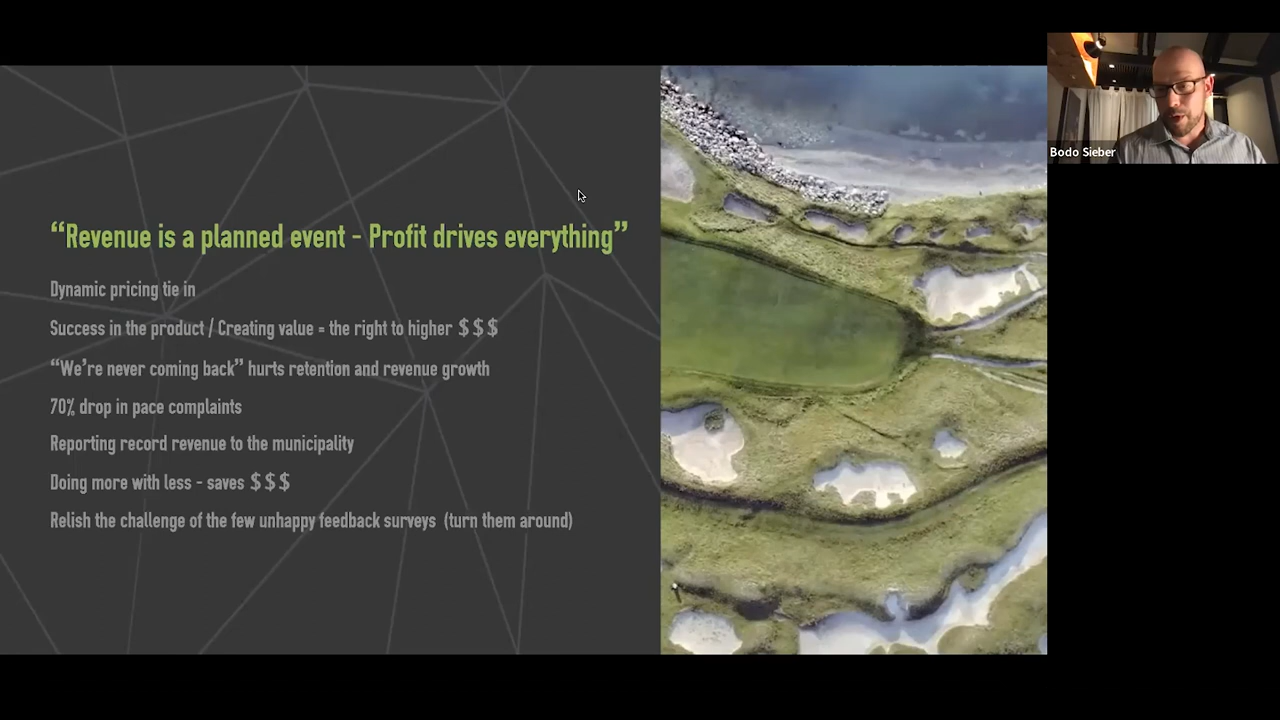 “Revenue is a planned event - Profit drives everything”
Dynamic pricing tie in
Success in the product / Creating value = the right to higher $$$
“We’re never coming back” hurts retention and revenue growth
70% drop in pace complaints
Reporting record revenue to the municipality
Doing more with less - saves $$$
Relish the challenge of the few unhappy feedback surveys (turn them around)
Bodo Sieber